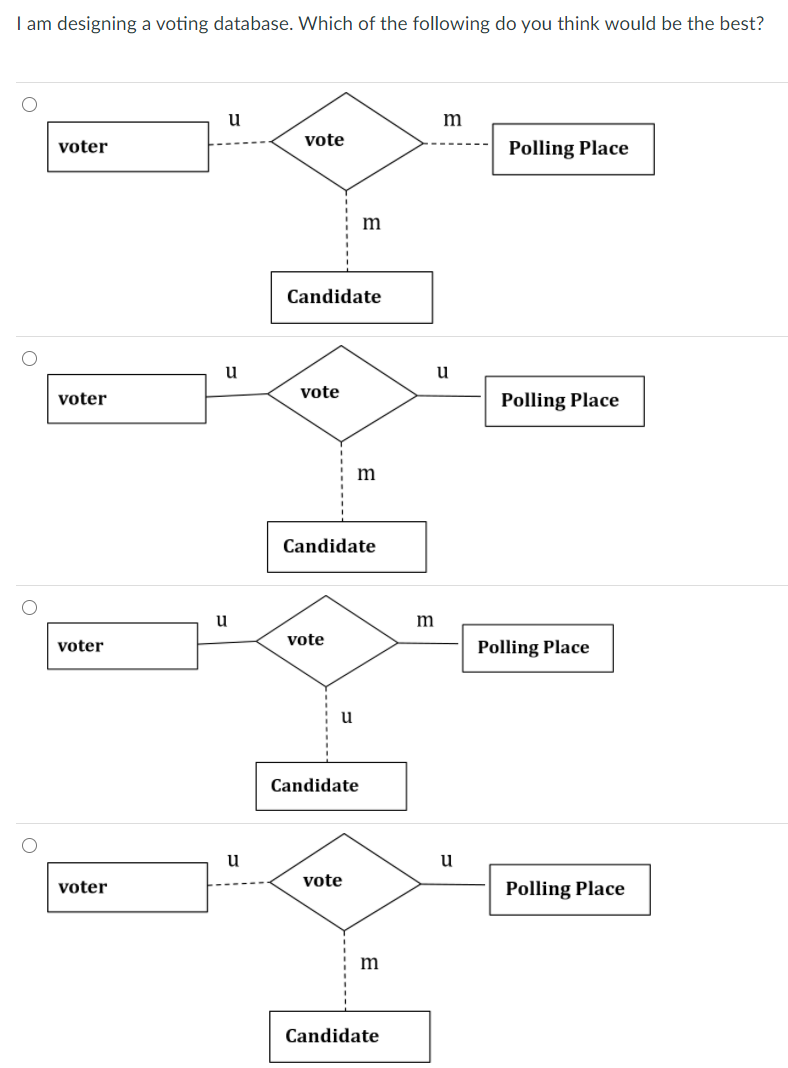 I am designing a voting database. Which of the following do you think would be the best?
u
m
voter
vote
Polling Place
m
Candidate
u
u
voter
vote
Polling Place
m
Candidate
u
m
voter
vote
Polling Place
u
Candidate
u
u
voter
vote
Polling Place
m
Candidate